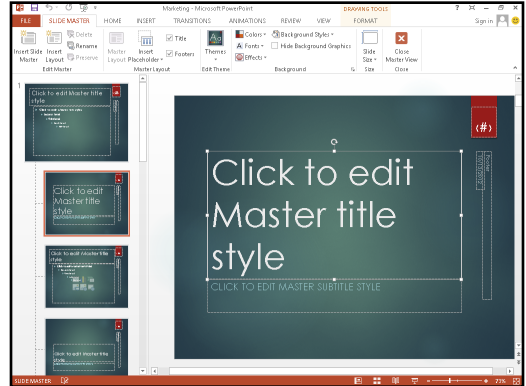 Marketing - Microsoft PowerPoint
DRAWING TOOLS
FILE SLIDE MASTER HOME INSERT TRANSITIONS ANIMATIONS REVIEW VIEW FORMAT Sign in
Insert Slide Master
Insert Layout
Delete
Rename
Preserve
Edit Master
Master Layout
Insert Placeholder
Title
Footers
Master Layout
Themes
Edit Theme
Colors
Fonts
Effects
Background Styles
Hide Background Graphics
Background
Slide Size
Size
Close Master View
Close
1
Click to edit Master title
style
Click to edit
Master title
style
Click to edit Master title
style
Click to edit Master title
style
‹#›
Footer
Click to edit
Master title
style
CLICK TO EDIT MASTER SUBTITLE STYLE
SLIDE MASTER
73%